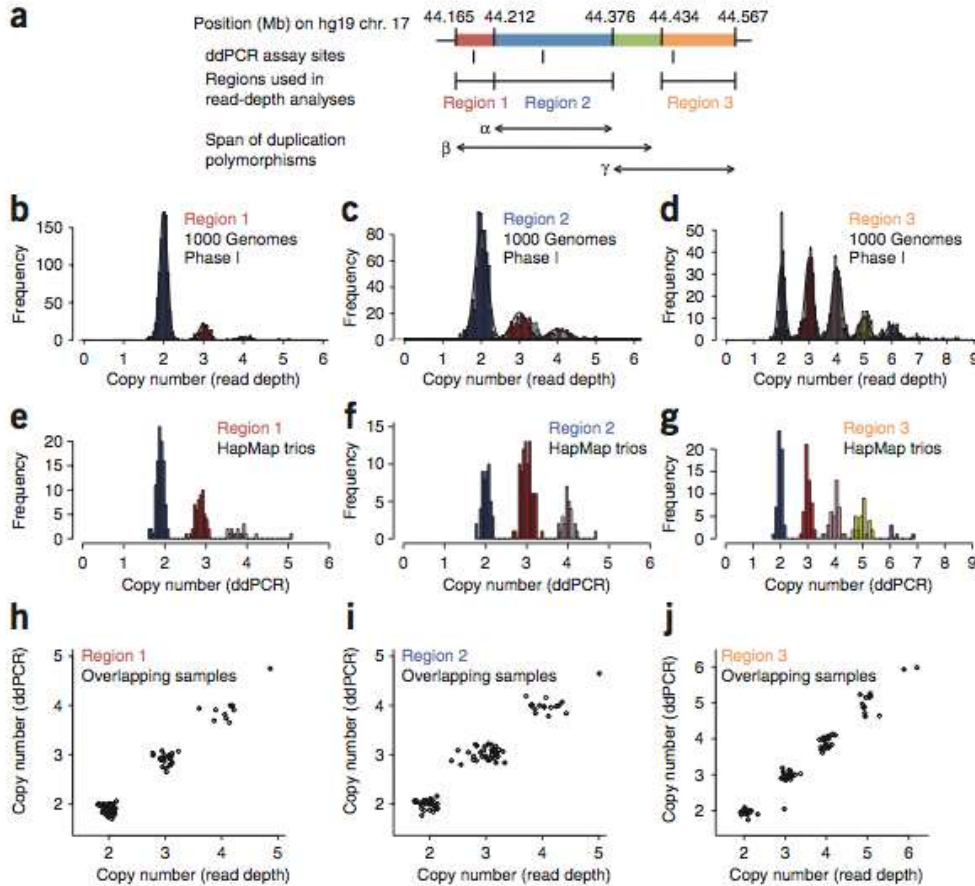 a
Position (Mb) on hg19 chr. 17
44.165 44.212 44.376 44.434 44.567
ddPCR assay sites
Regions used in
read-depth analyses
Region 1 Region 2 Region 3
Span of duplication
polymorphisms
α
β
γ
b
Region 1
1000 Genomes
Phase I
Frequency
150
100
50
0
0 1 2 3 4 5 6
Copy number (read depth)
c
Region 2
1000 Genomes
Phase I
Frequency
80
60
40
20
0
0 1 2 3 4 5 6
Copy number (read depth)
d
Region 3
1000 Genomes
Phase I
Frequency
50
40
30
20
10
0
0 1 2 3 4 5 6 7 8 9
Copy number (read depth)
e
Region 1
HapMap trios
Frequency
20
15
10
5
0
0 1 2 3 4 5 6
Copy number (ddPCR)
f
Region 2
HapMap trios
Frequency
15
10
5
0
0 1 2 3 4 5 6
Copy number (ddPCR)
g
Region 3
HapMap trios
Frequency
20
15
10
5
0
0 1 2 3 4 5 6 7 8 9
Copy number (ddPCR)
h
Region 1
Overlapping samples
Copy number (ddPCR)
5
4
3
2
2 3 4 5
Copy number (read depth)
i
Region 2
Overlapping samples
Copy number (ddPCR)
5
4
3
2
2 3 4 5
Copy number (read depth)
j
Region 3
Overlapping samples
Copy number (ddPCR)
6
5
4
3
2
2 3 4 5 6
Copy number (read depth)